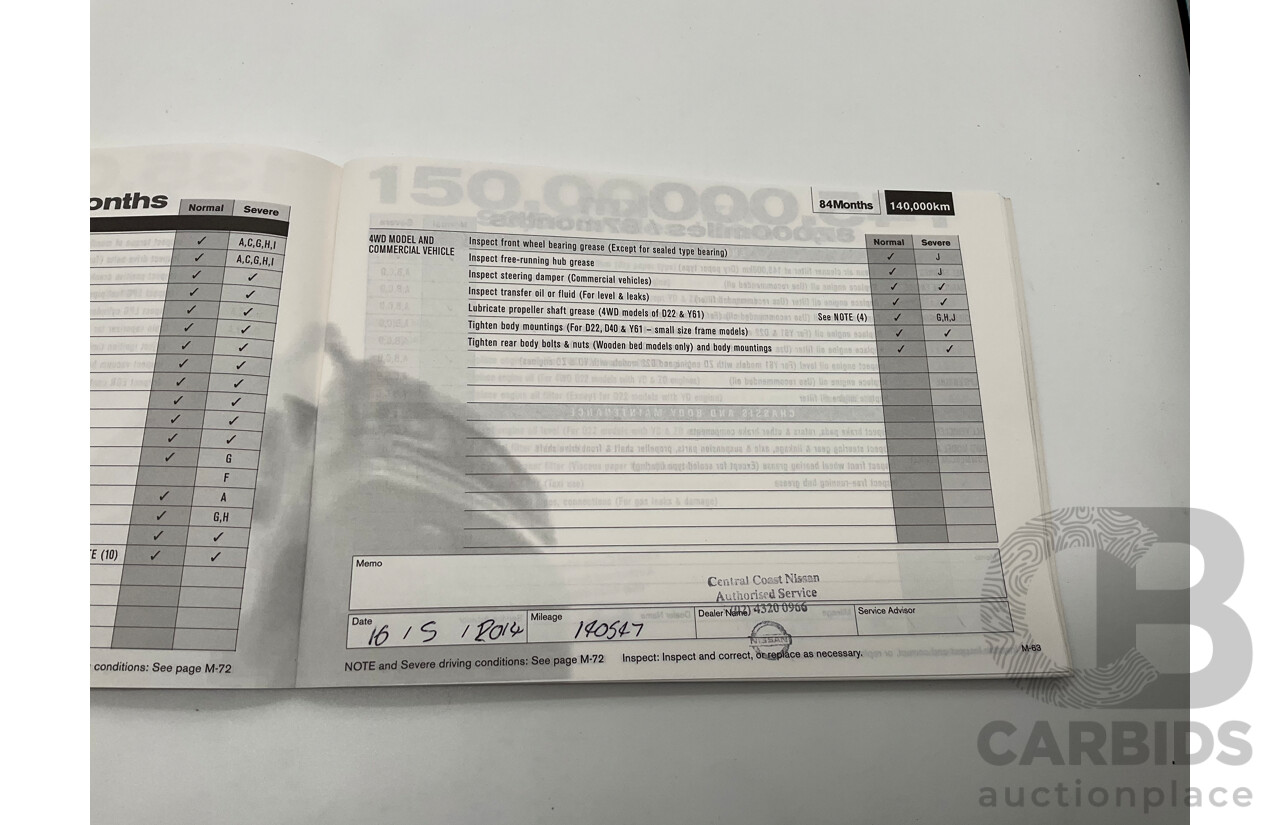 onths
Normal Severe
✓ A,C,G,H,I
✓ A,C,G,H,I
✓ ✓
✓ ✓
✓ ✓
✓ ✓
✓ ✓
✓ ✓
✓ ✓
✓ ✓
✓ ✓
✓ ✓
✓ G
F
✓ A
✓ G,H
✓ ✓
E (10) ✓ ✓
conditions: See page M-72
150,000
84Months 140,000km
Normal Severe
4WD MODEL AND
COMMERCIAL VEHICLE
Inspect front wheel bearing grease (Except for sealed type bearing) ✓ J
Inspect free-running hub grease ✓ J
Inspect steering damper (Commercial vehicles) ✓ ✓
Inspect transfer oil or fluid (For level & leaks) ✓ ✓
Lubricate propeller shaft grease (4WD models of D22 & Y61) See NOTE (4) ✓ G,H,J
Tighten body mountings (For D22, D40 & Y61 – small size frame models) ✓ ✓
Tighten rear body bolts & nuts (Wooden bed models only) and body mountings ✓ ✓
Memo
Central Coast Nissan
Authorised Service
(02) 4320 0966
NISSAN
Date 16 / 5 / 2014 Mileage 140547 Dealer Name Service Advisor
NOTE and Severe driving conditions: See page M-72 Inspect: Inspect and correct, or replace as necessary. M-63
CB
CARBIDS
auctionplace